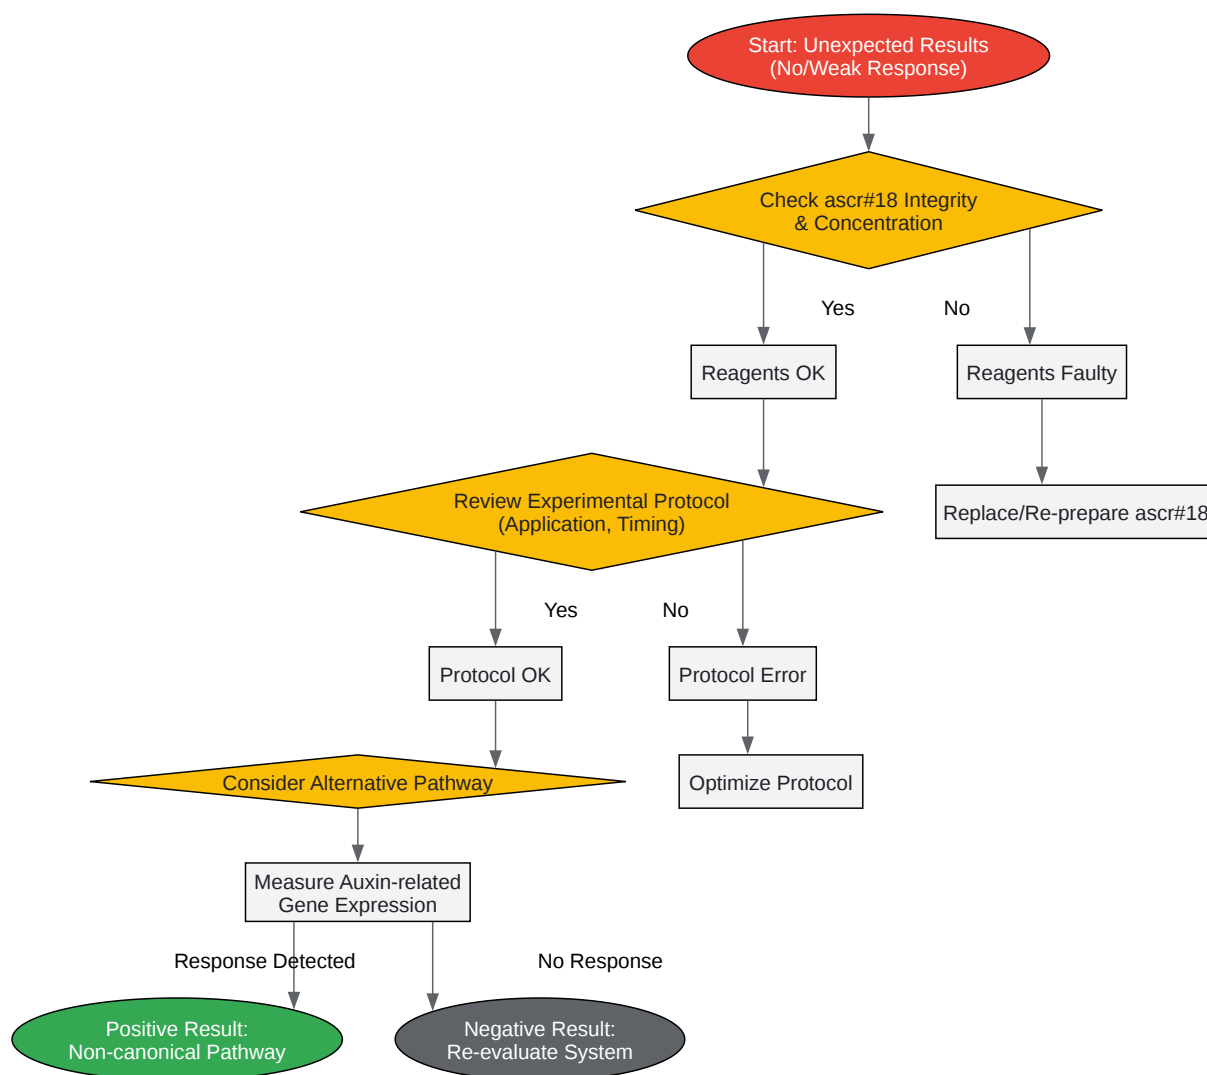 Start: Unexpected Results
(No/Weak Response)
Check ascr#18 Integrity
& Concentration
Yes
No
Reagents OK
Reagents Faulty
Review Experimental Protocol
(Application, Timing)
Replace/Re-prepare ascr#18
Yes
No
Protocol OK
Protocol Error
Consider Alternative Pathway
Optimize Protocol
Measure Auxin-related
Gene Expression
Response Detected
No Response
Positive Result:
Non-canonical Pathway
Negative Result:
Re-evaluate System